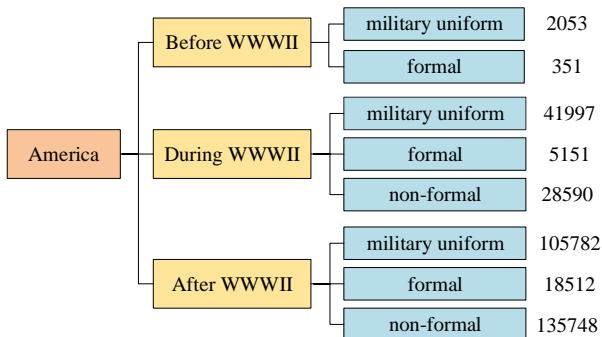 America
Before WWWII
military uniform 2053
formal 351
During WWWII
military uniform 41997
formal 5151
non-formal 28590
After WWWII
military uniform 105782
formal 18512
non-formal 135748